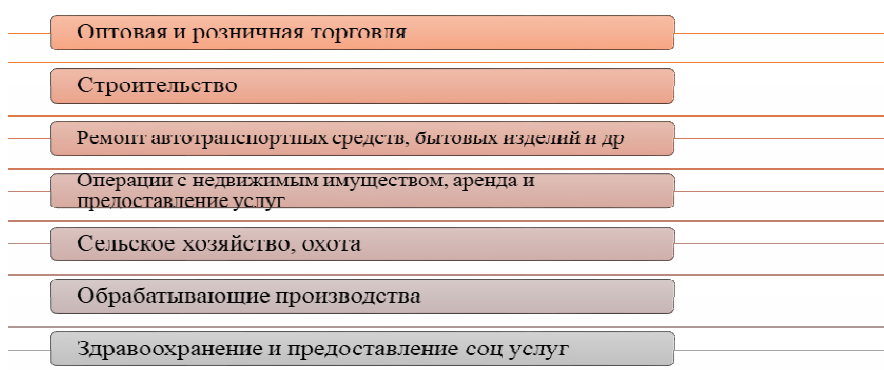 Оптовая и розничная торговля
Строительство
Ремонт автотранспортных средств, бытовых изделий и др
Операции с недвижимым имуществом, аренда и
предоставление услуг
Сельское хозяйство, охота
Обрабатывающие производства
Здравоохранение и предоставление соц услуг